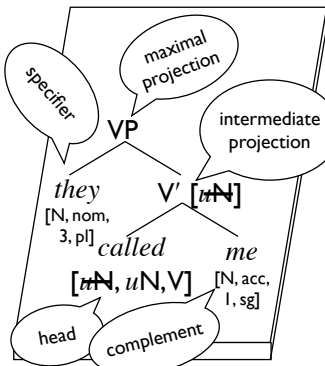 maximal
projection
specifier
VP
intermediate
projection
they
V′ [uN]
[N, nom,
3, pl]
called
me
[uN, uN, V]
[N, acc,
1, sg]
head
complement